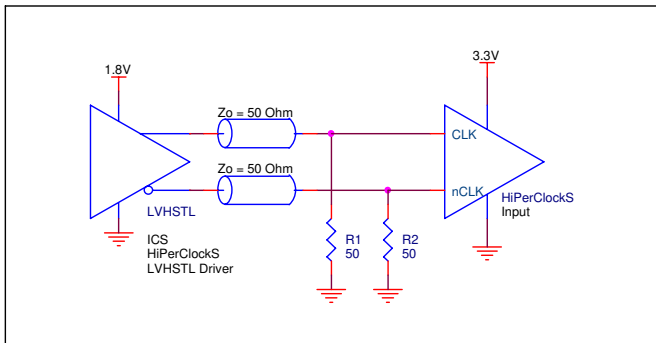 1.8V
3.3V
Zo = 50 Ohm
CLK
Zo = 50 Ohm
nCLK
HiPerClockS
Input
LVHSTL
ICS
HiPerClockS
LVHSTL Driver
R1
50
R2
50